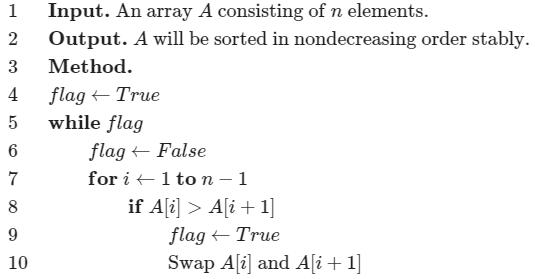 1 Input. An array A consisting of n elements.
2 Output. A will be sorted in nondecreasing order stably.
3 Method.
4 flag ← True
5 while flag
6 flag ← False
7 for i ← 1 to n − 1
8 if A[i] > A[i + 1]
9 flag ← True
10 Swap A[i] and A[i + 1]